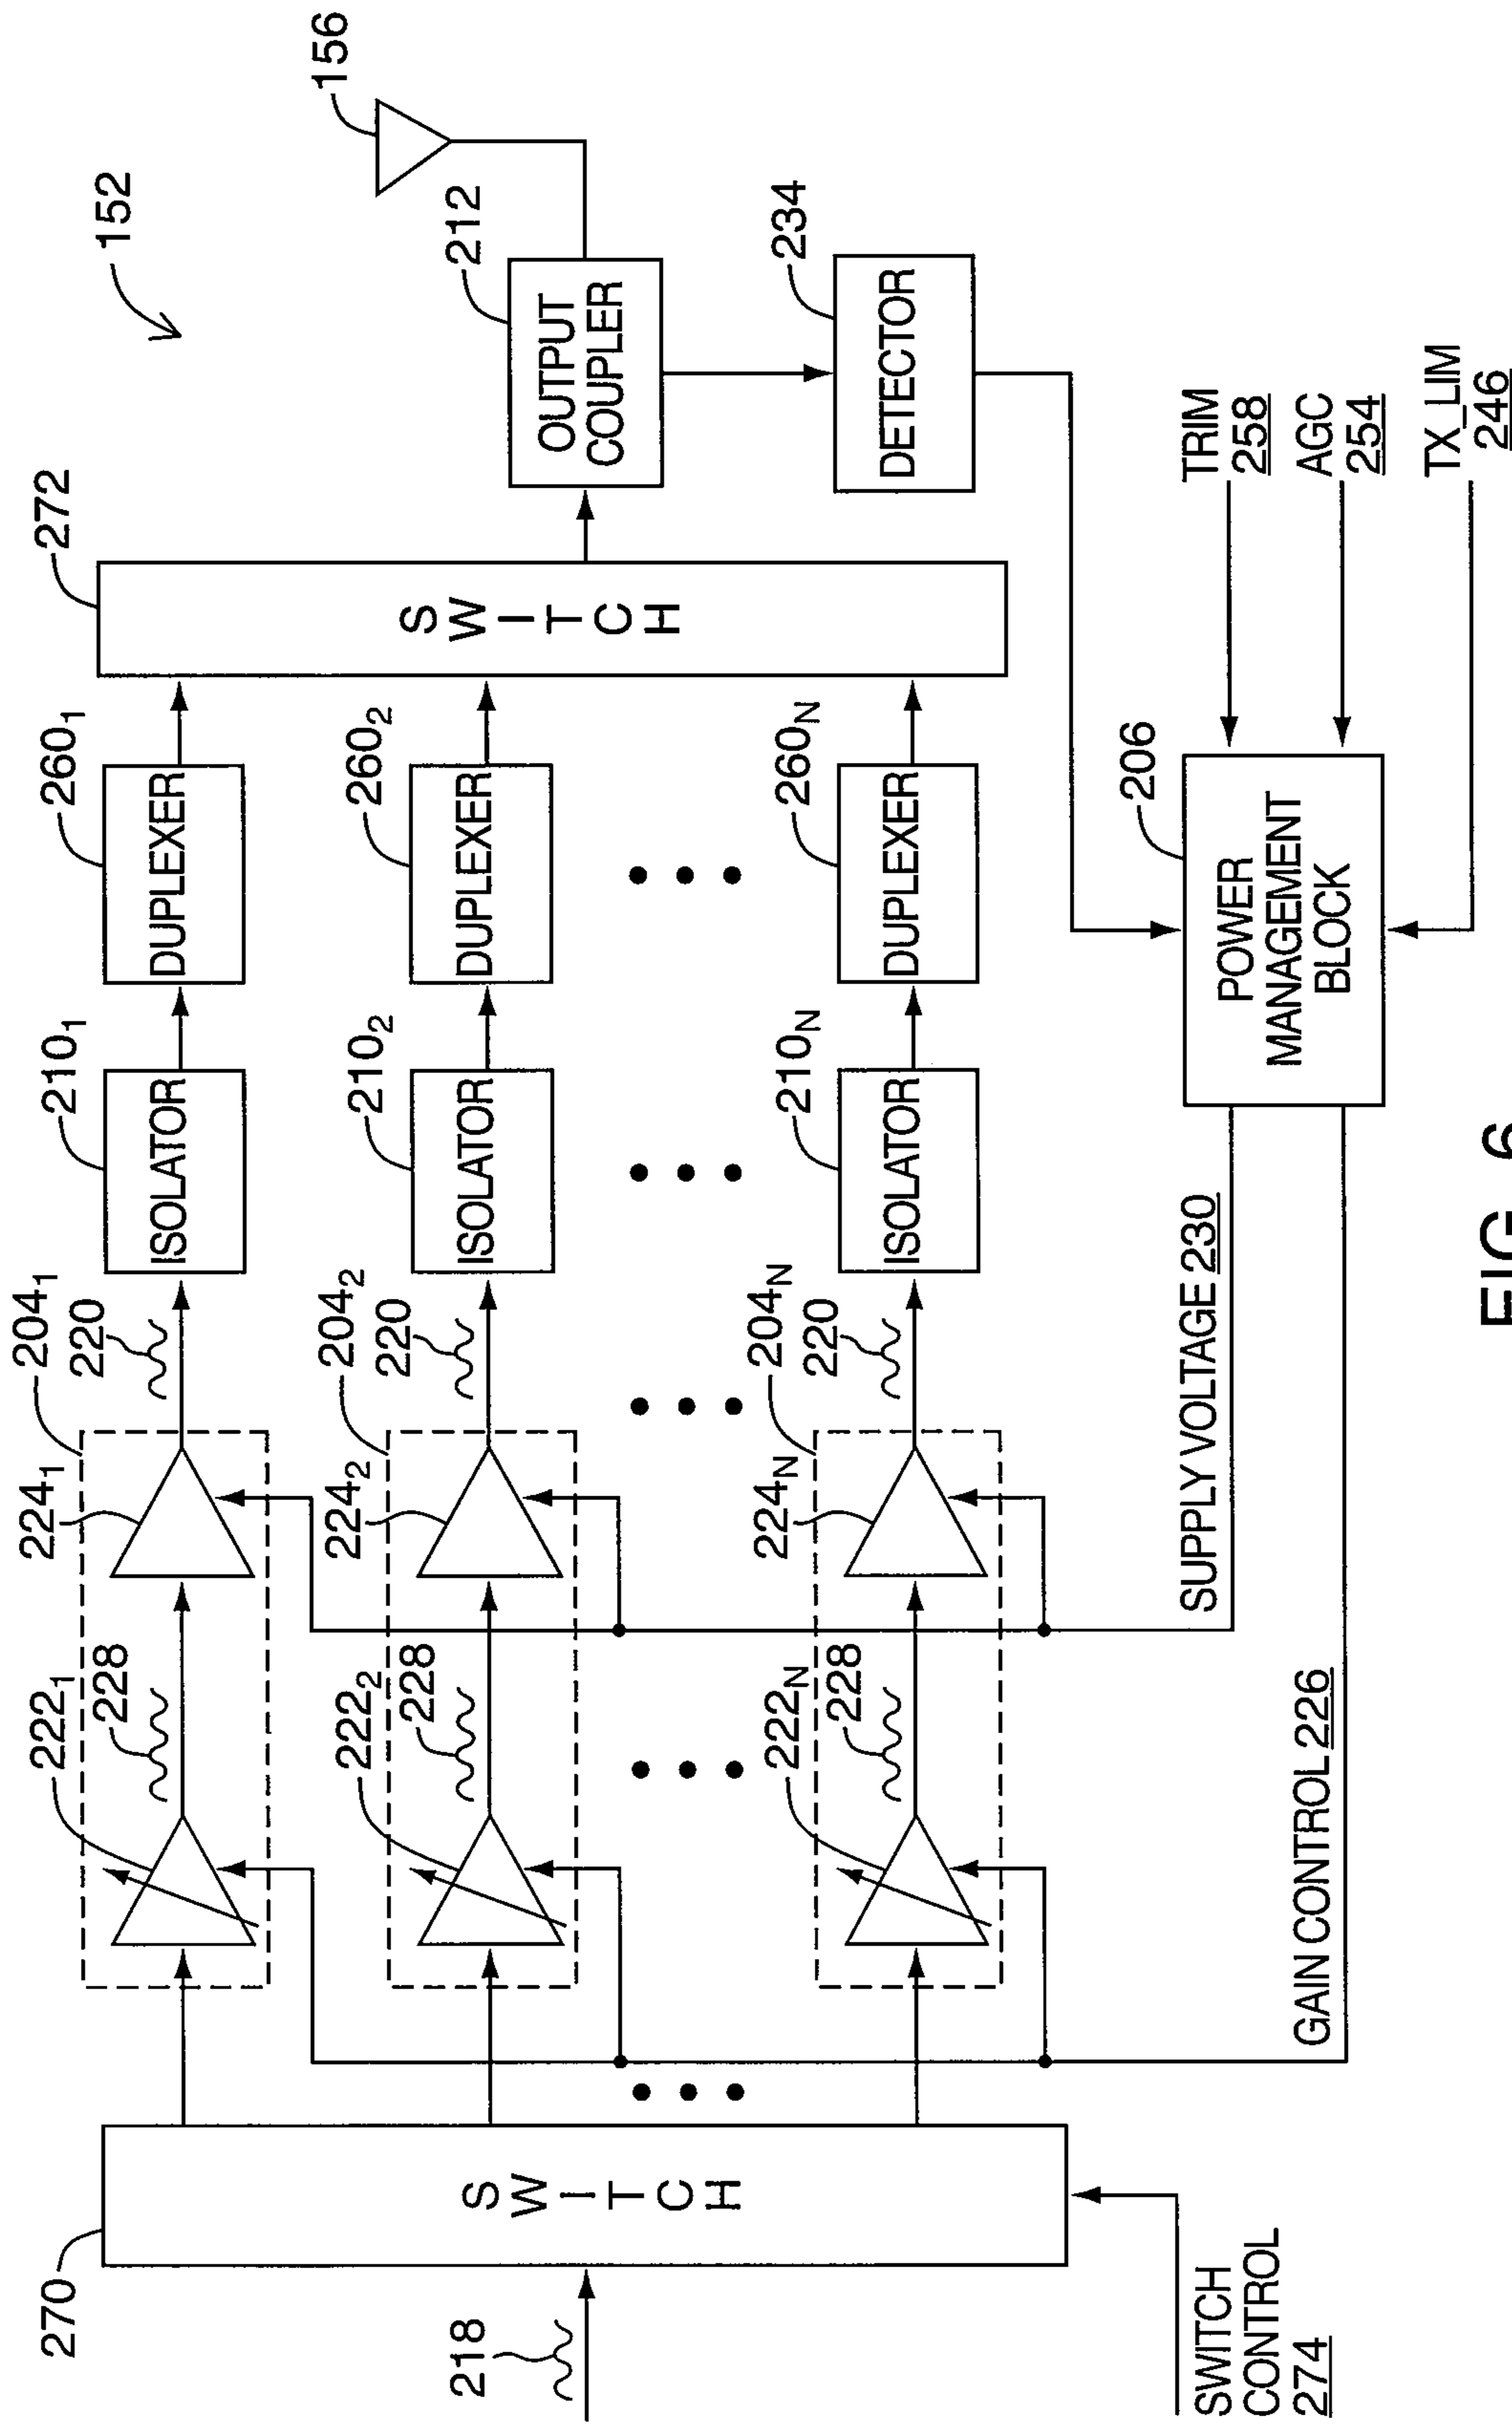 152
156
272
212
OUTPUT
COUPLER
234
DETECTOR
SWITCH
260₁
DUPLEXER
260₂
DUPLEXER
260N
DUPLEXER
210₁
ISOLATOR
210₂
ISOLATOR
210N
ISOLATOR
204₁
220
224₁
228
222₁
204₂
220
224₂
228
222₂
204N
220
224N
228
222N
270
SWITCH
218
SWITCH
CONTROL
274
SUPPLY VOLTAGE 230
GAIN CONTROL 226
206
POWER
MANAGEMENT
BLOCK
TRIM
258
AGC
254
TX_LIM
246
FIG. 6